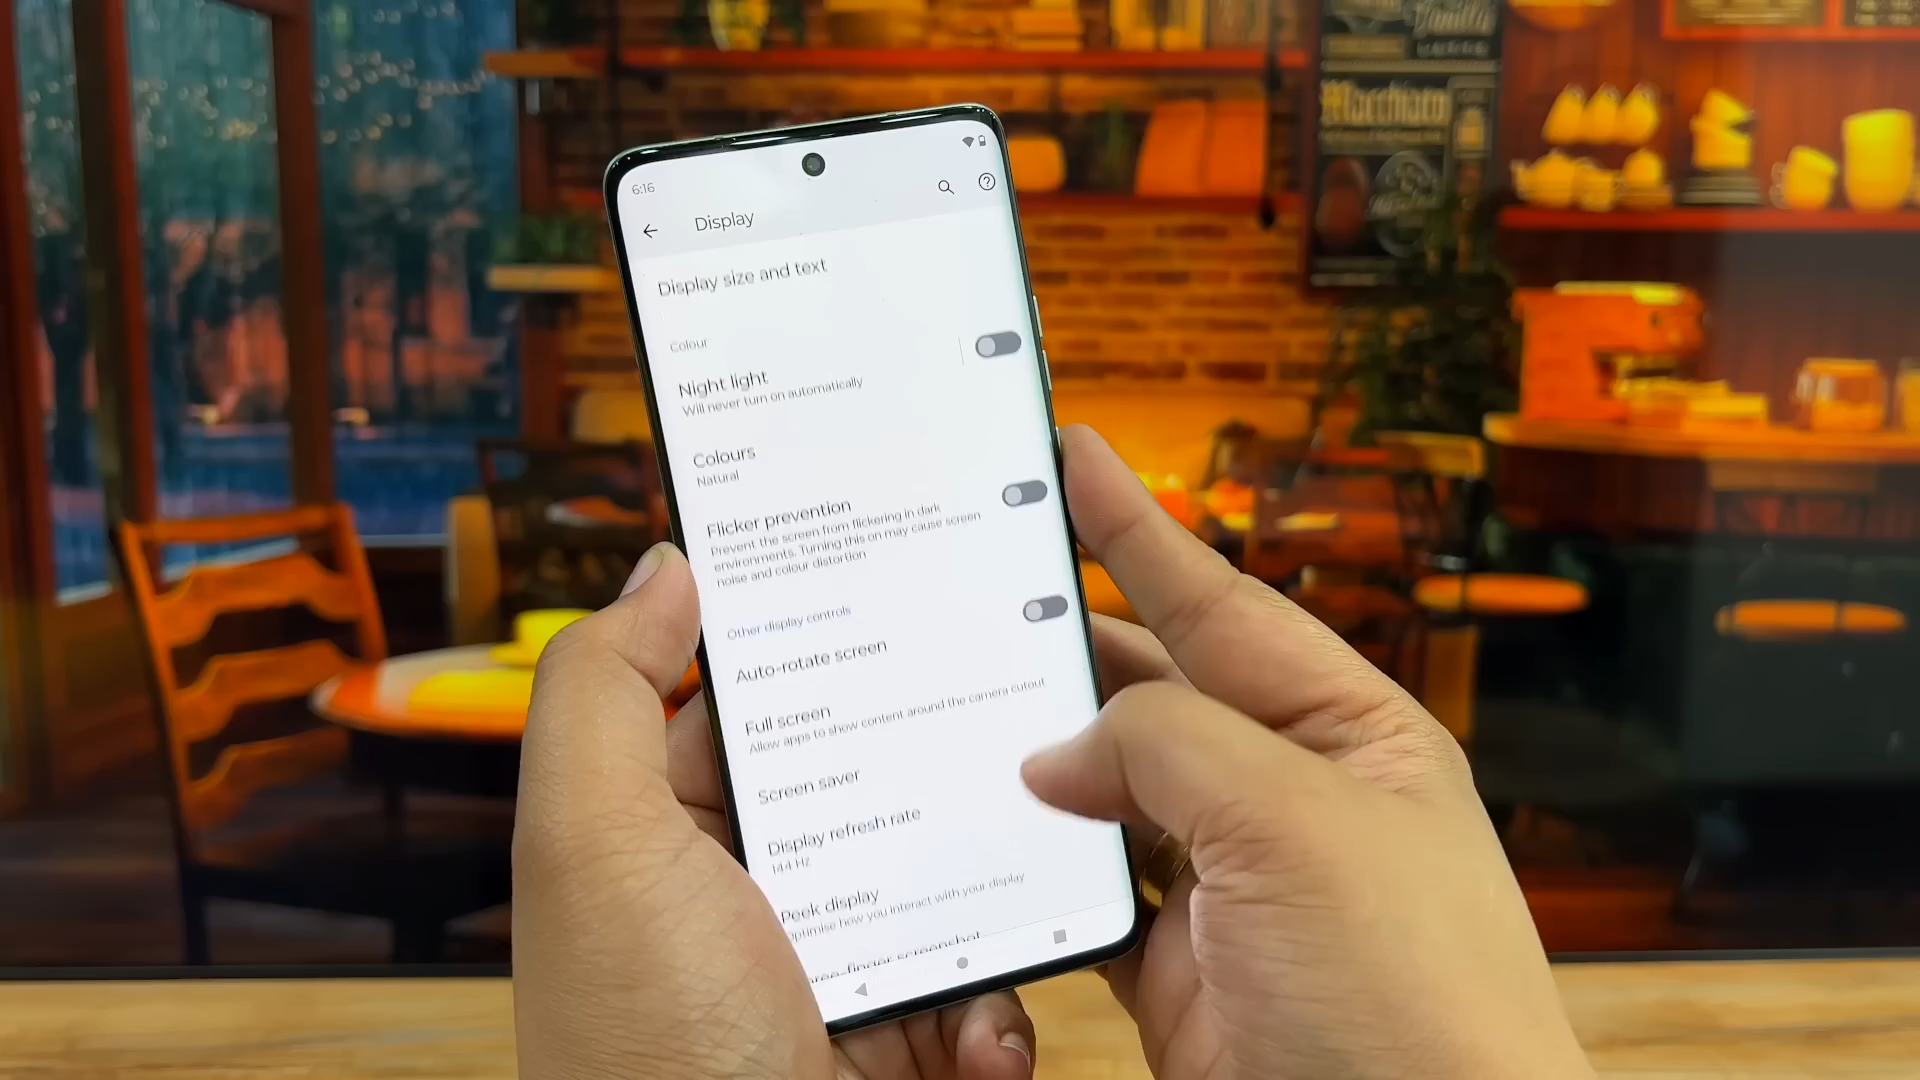 Vanilla
Macchiato
6:16
Display
Display size and text
Colour
Night light
Will never turn on automatically
Colours
Natural
Flicker prevention
Prevent the screen from flickering in dark
environments. Turning this on may cause screen
noise and colour distortion
Other display controls
Auto-rotate screen
Full screen
Allow apps to show content around the camera cutout
Screen saver
Display refresh rate
144 Hz
Peek display
Optimise how you interact with your display